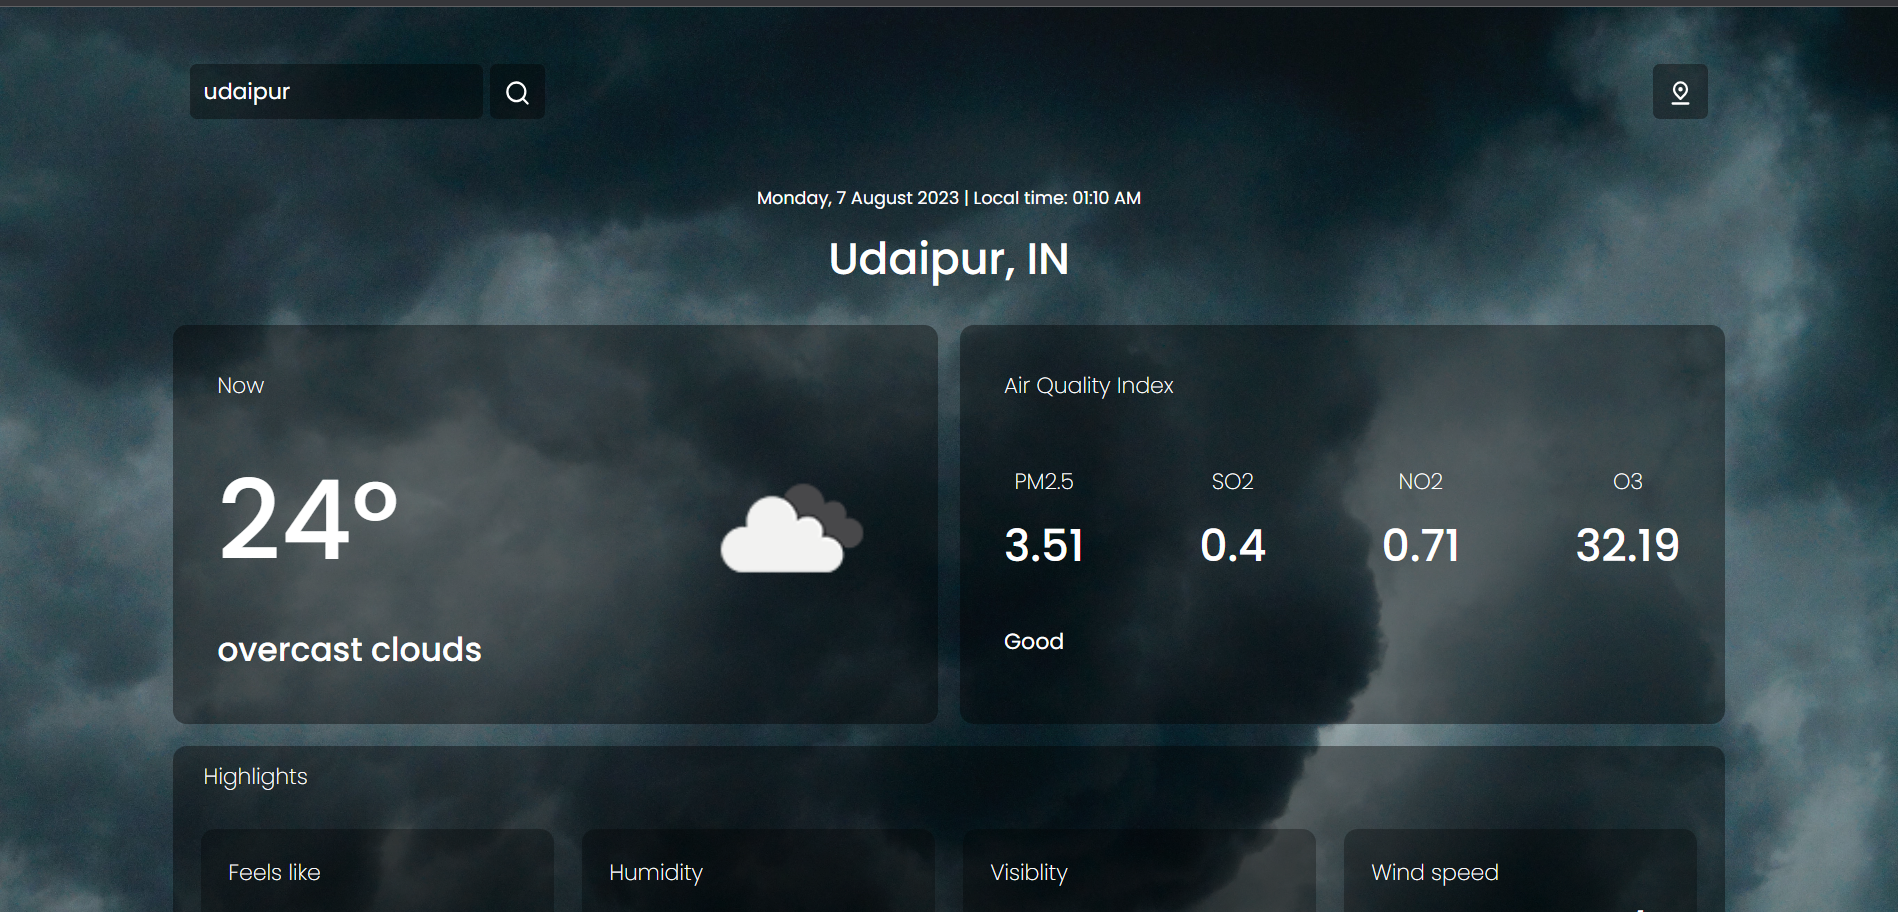 udaipur
Monday, 7 August 2023 | Local time: 01:10 AM
Udaipur, IN
Now
24°
overcast clouds
Air Quality Index
PM2.5 SO2 NO2 O3
3.51 0.4 0.71 32.19
Good
Highlights
Feels like Humidity Visiblity Wind speed